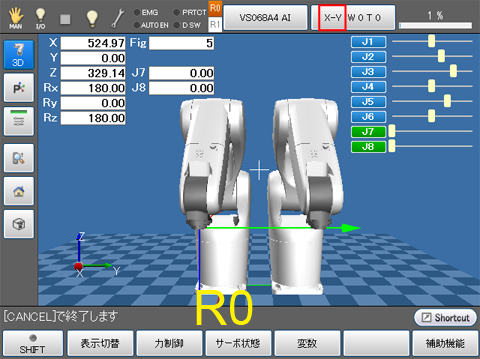 MAN
I/O
EMG
PRTCT
AUTO EN
D SW
R0
R1
VS068A4 AI
X-Y W0T0
1 %
X 524.97 Fig 5
Y 0.00
Z 329.14 J7 0.00
Rx 180.00 J8 0.00
Ry 0.00
Rz 180.00
J1
J2
J3
J4
J5
J6
J7
J8
3D
P
Z
X
Y
R0
[CANCEL]で終了します
Shortcut
SHIFT
表示切替
力制御
サーボ状態
変数
補助機能